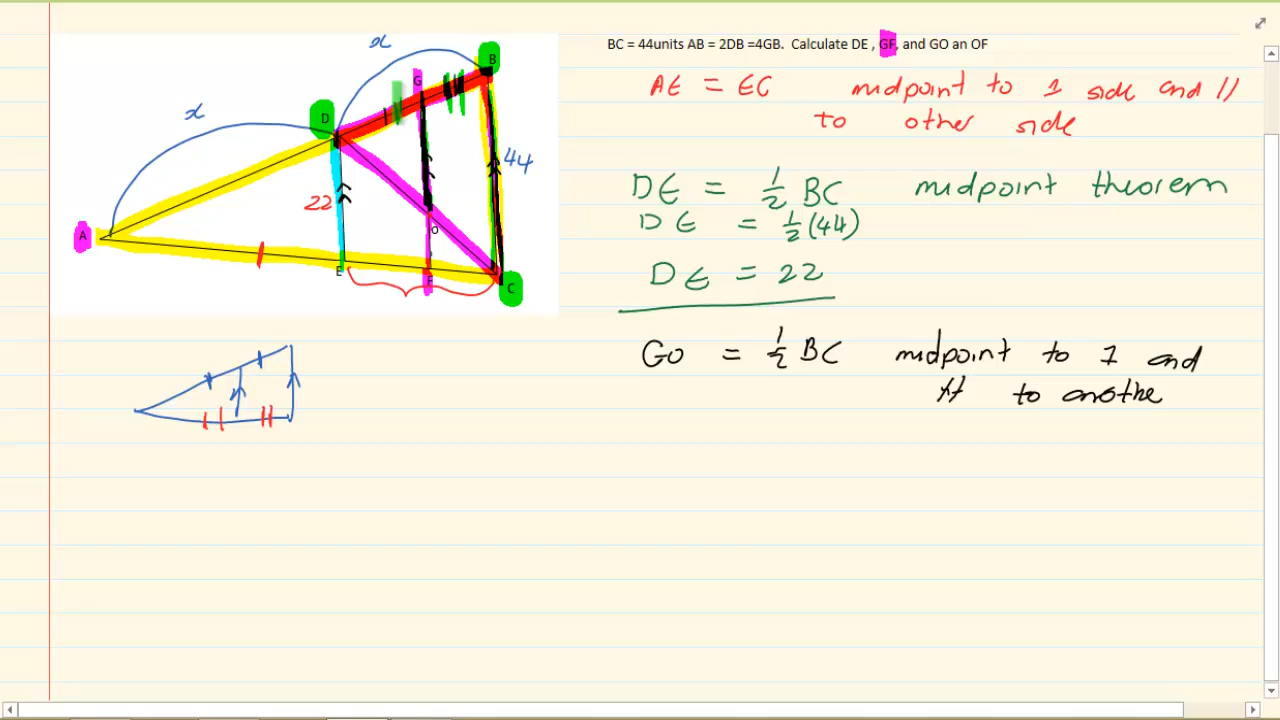 BC = 44units AB = 2DB =4GB. Calculate DE , GF, and GO an OF
AE = EC midpoint to 1 side and //
to other side
x
x
B
G
D
44
22
A
O
E
F
C
DE = 1/2 BC midpoint theorem
DE = 1/2 (44)
DE = 22
GO = 1/2 BC midpoint to 1 and
// to anothe